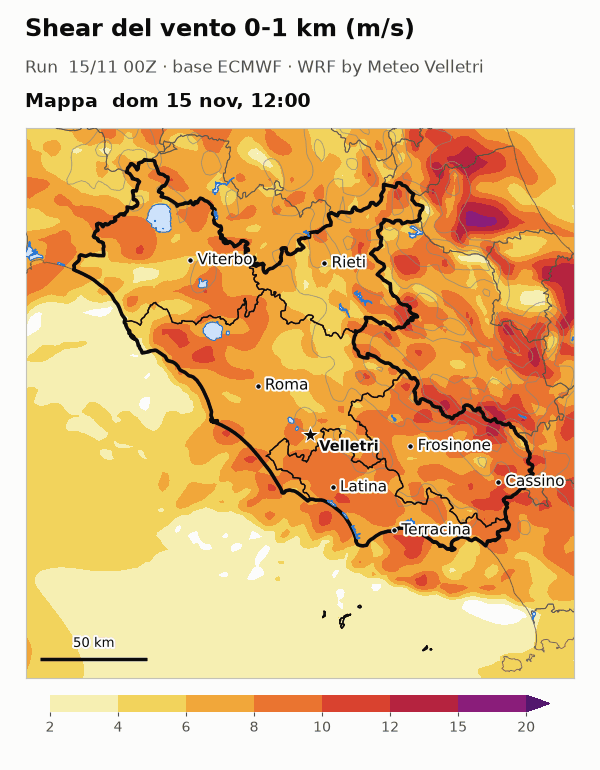 Shear del vento 0-1 km (m/s)
Run  15/11 00Z · base ECMWF · WRF by Meteo Velletri
Mappa  dom 15 nov, 12:00
Viterbo
Rieti
Roma
Velletri
Frosinone
Cassino
Latina
Terracina
50 km
2 4 6 8 10 12 15 20